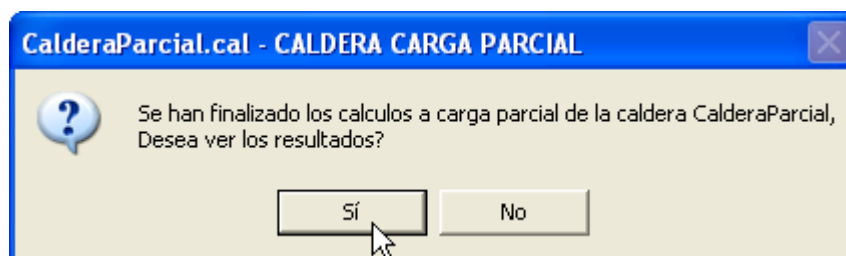 CalderaParcial.cal - CALDERA CARGA PARCIAL
Se han finalizado los calculos a carga parcial de la caldera CalderaParcial,
Desea ver los resultados?
Sí No